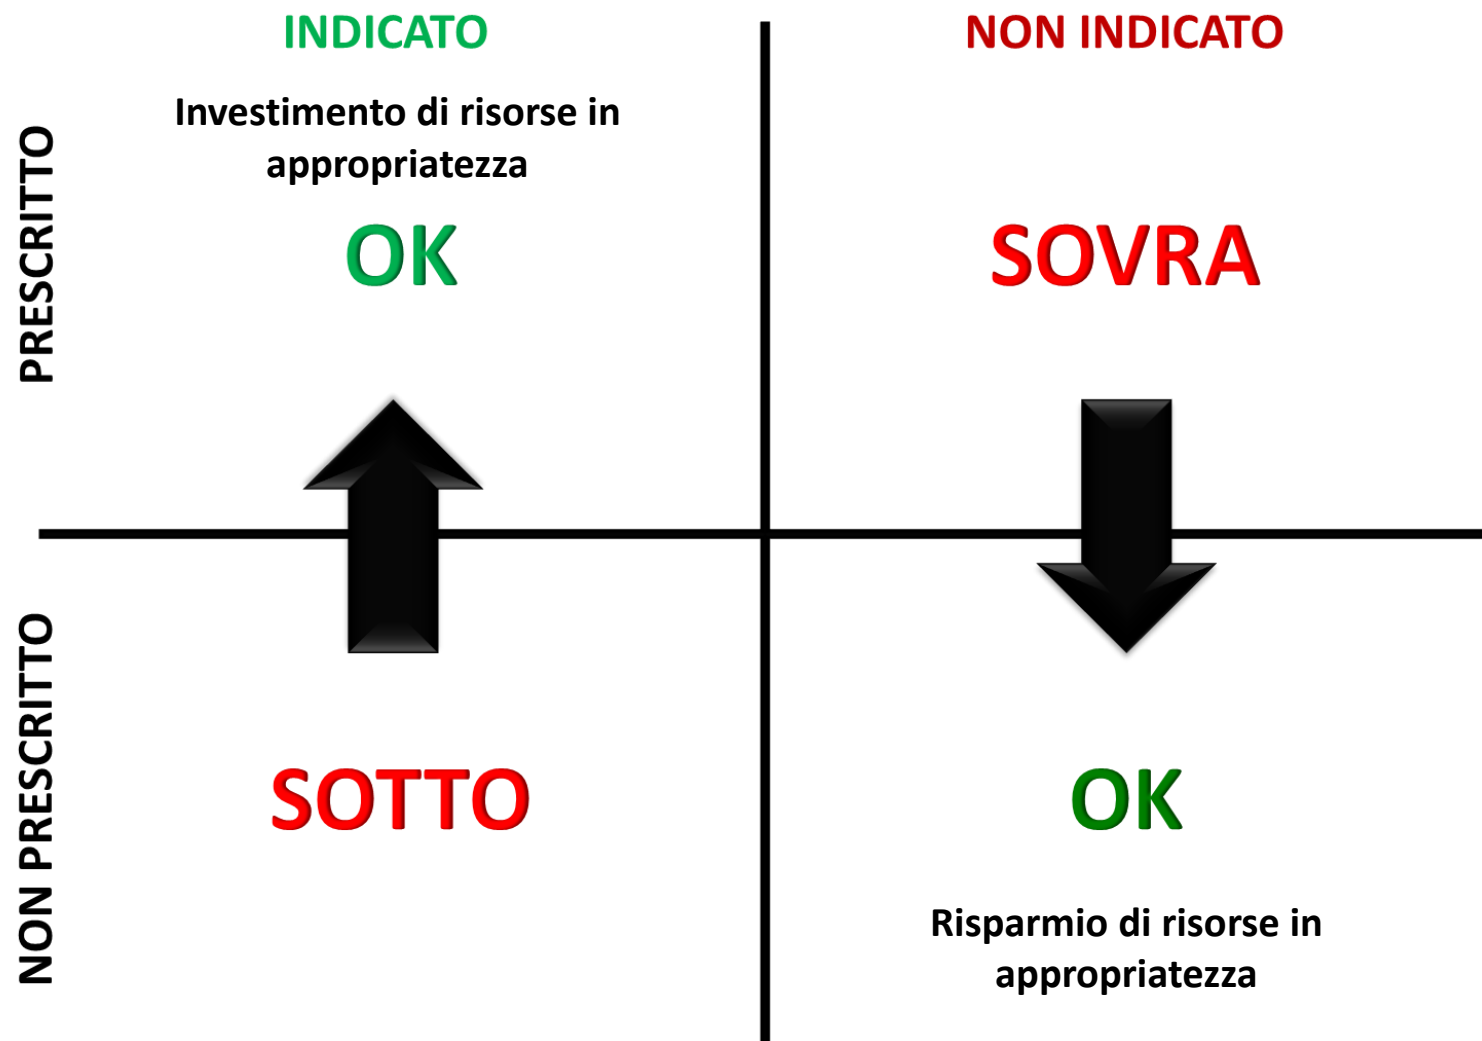 INDICATO
NON INDICATO
PRESCRITTO
Investimento di risorse in
appropriatezza
OK
SOVRA
NON PRESCRITTO
SOTTO
OK
Risparmio di risorse in
appropriatezza